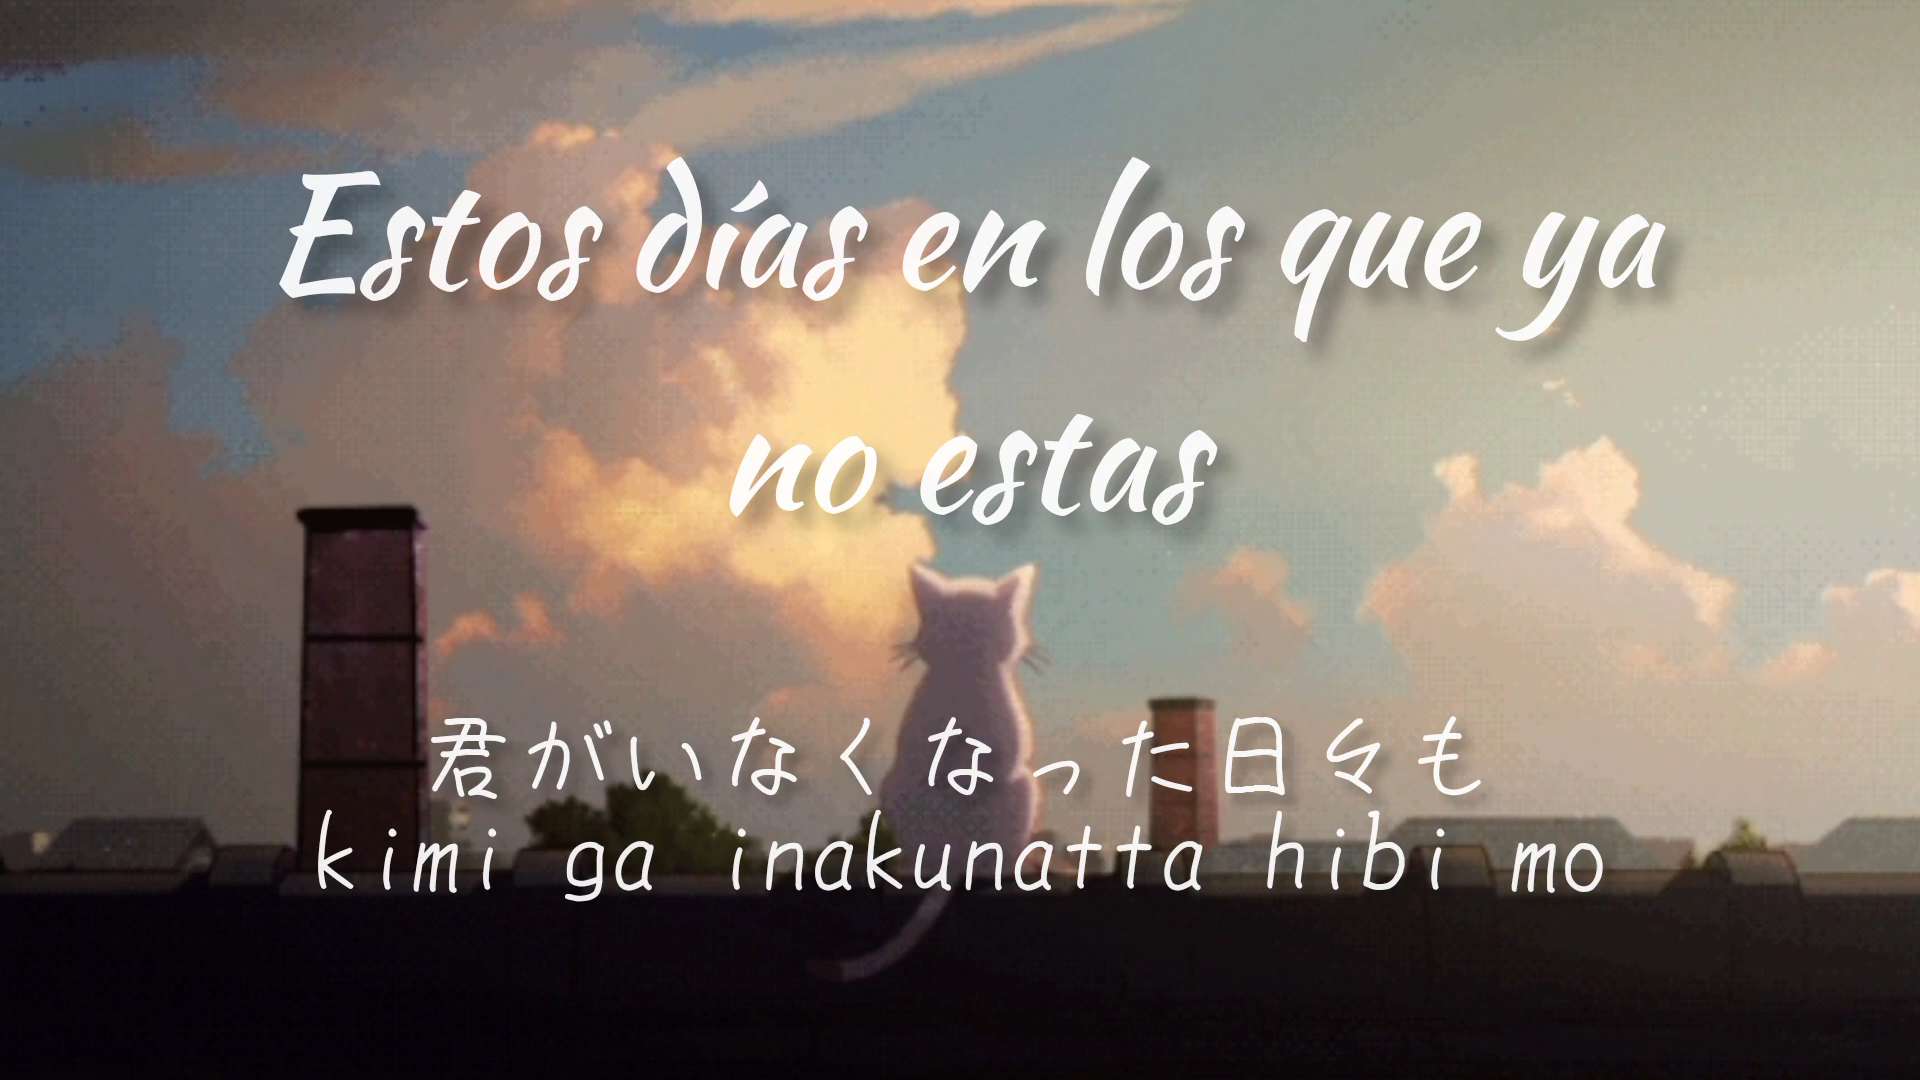 Estos días en los que ya
no estas
君がいなくなった日々も
kimi ga inakunatta hibi mo